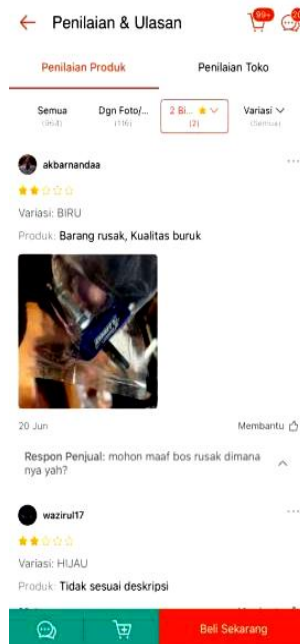 Penilaian & Ulasan
99+
Penilaian Produk
Penilaian Toko
Semua
Dgn Foto/...
2 Bi...
Variasi
(116)
(2)
(Semua)
akbarnandaa
Variasi: BIRU
Produk: Barang rusak, Kualitas buruk
20 Jun
Membantu
Respon Penjual: mohon maaf bos rusak dimana
nya yah?
wazirul17
Variasi: HIJAU
Produk: Tidak sesuai deskripsi
Beli Sekarang